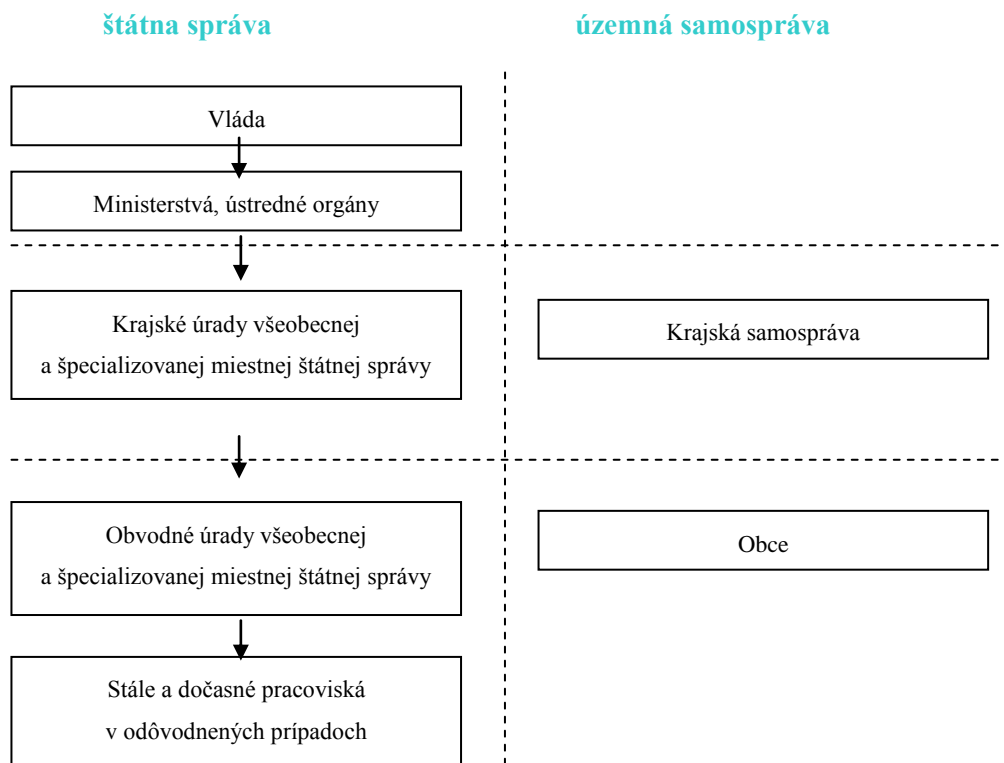 štátna správa
územná samospráva
Vláda
Ministerstvá, ústredné orgány
Krajské úrady všeobecnej
a špecializovanej miestnej štátnej správy
Krajská samospráva
Obvodné úrady všeobecnej
a špecializovanej miestnej štátnej správy
Obce
Stále a dočasné pracoviská
v odôvodnených prípadoch